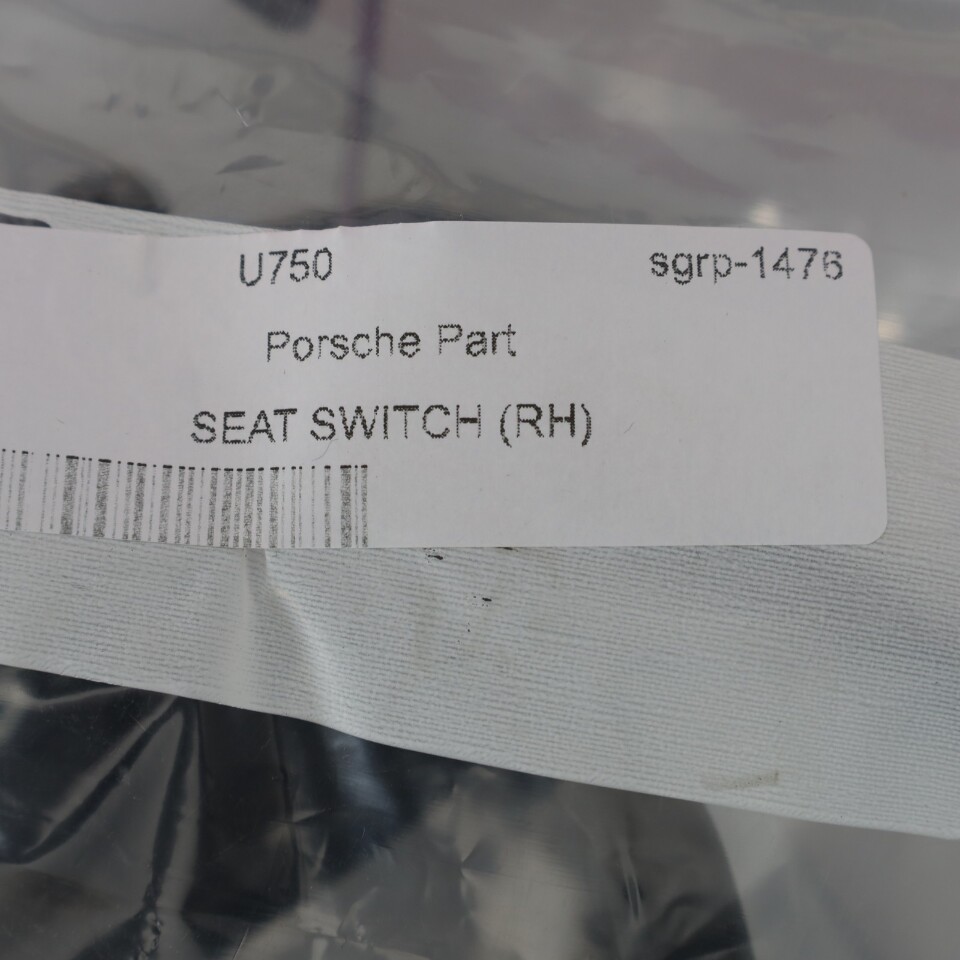 U750 sgrp-1476
Porsche Part
SEAT SWITCH (RH)